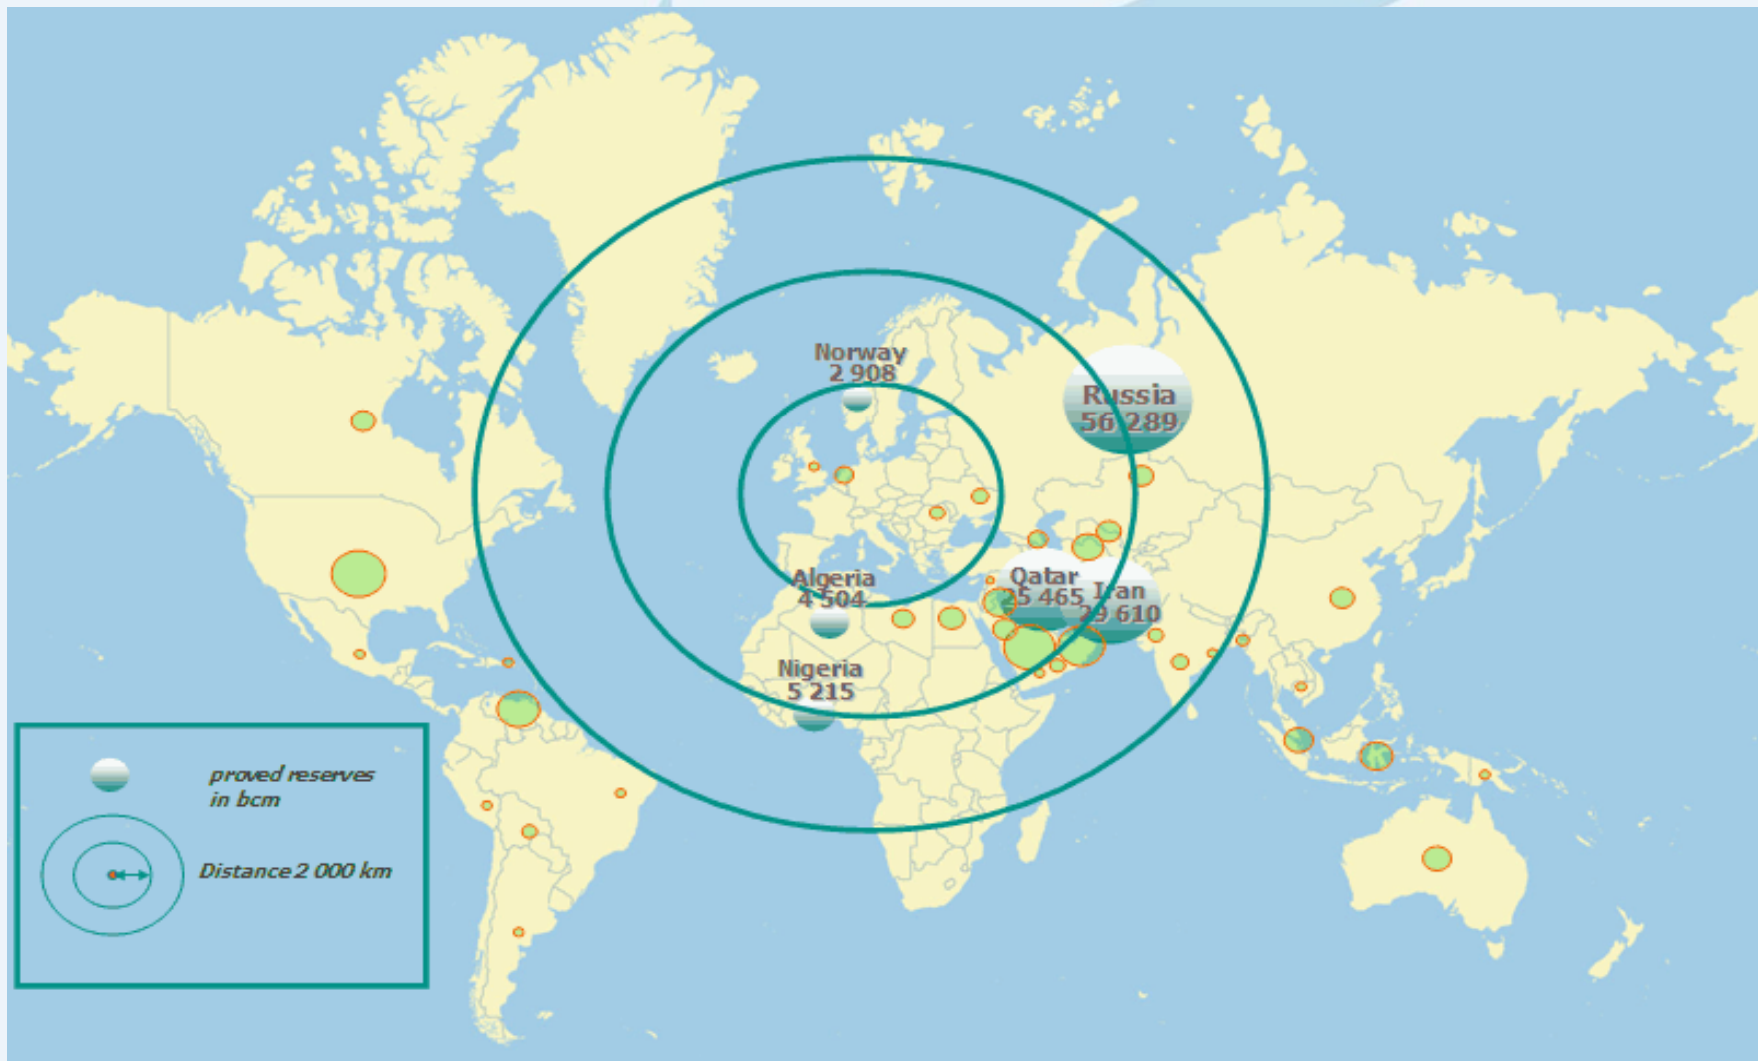 Norway
2 908
Russia
56 289
Algeria
4 504
Qatar
25 465
Iran
29 610
Nigeria
5 215
proved reserves
in bcm
Distance 2 000 km